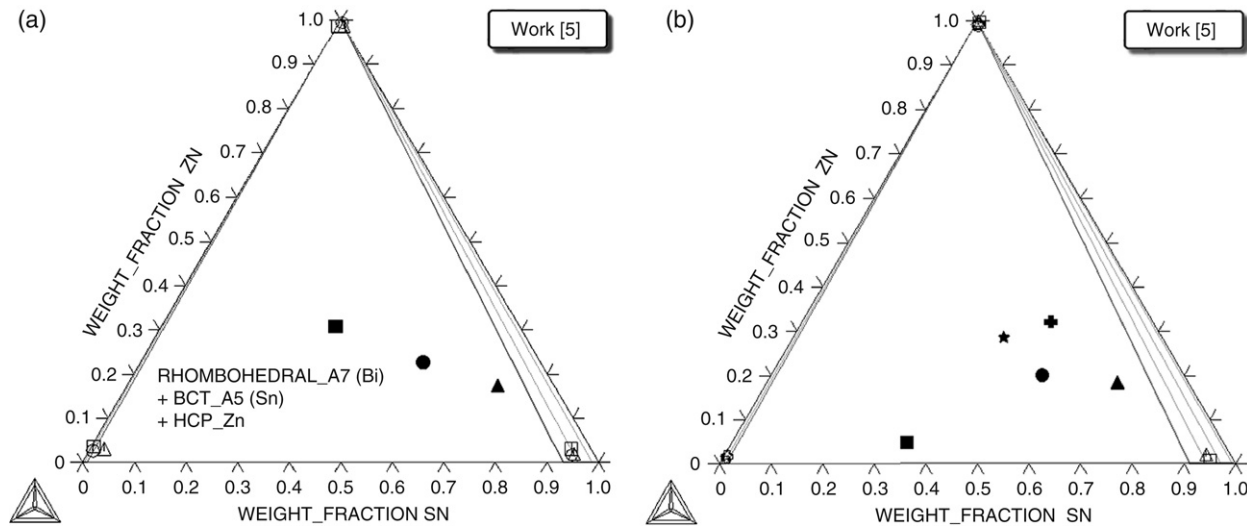 (a)
Work [5]
1.0
0.9
0.8
0.7
0.6
0.5
0.4
0.3
0.2
0.1
0
WEIGHT_FRACTION ZN
RHOMBOHEDRAL_A7 (Bi)
+ BCT_A5 (Sn)
+ HCP_Zn
0 0.1 0.2 0.3 0.4 0.5 0.6 0.7 0.8 0.9 1.0
WEIGHT_FRACTION SN
(b)
Work [5]
1.0
0.9
0.8
0.7
0.6
0.5
0.4
0.3
0.2
0.1
0
WEIGHT_FRACTION ZN
0 0.1 0.2 0.3 0.4 0.5 0.6 0.7 0.8 0.9 1.0
WEIGHT_FRACTION SN